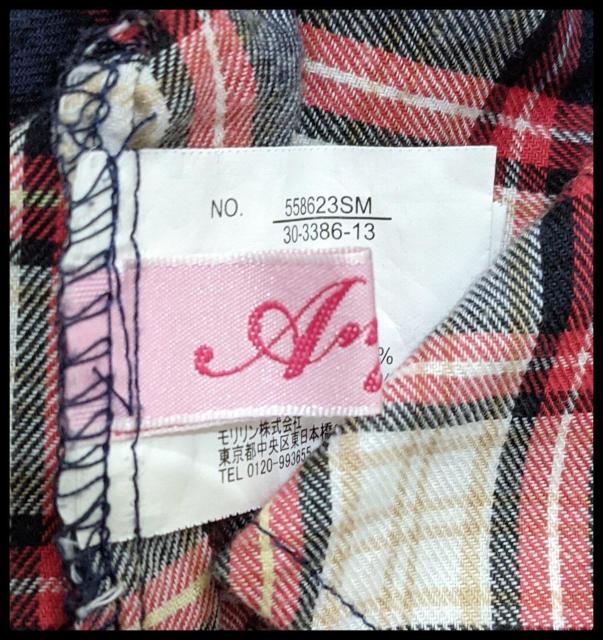 NO. 558623SM
30-3386-13
%
モリリン株式会社
東京都中央区東日本橋
TEL 0120-993655